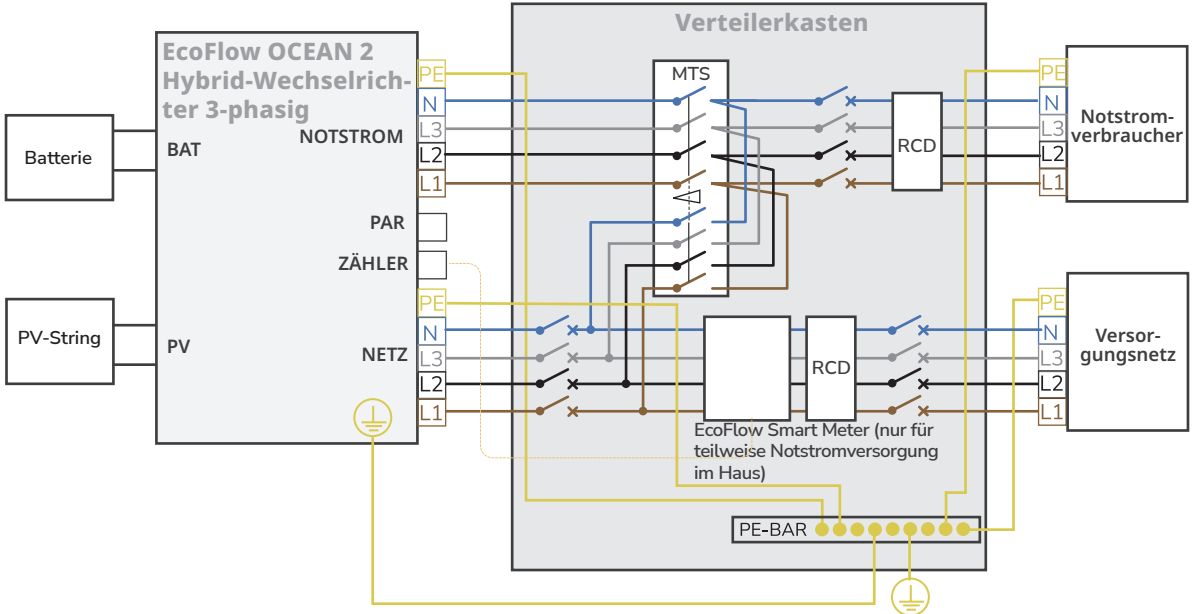 Verteilerkasten
EcoFlow OCEAN 2
Hybrid-Wechselrich-
ter 3-phasig
MTS
PE
N
L3
L2
L1
NOTSTROM
BAT
Batterie
PAR
ZÄHLER
RCD
PE
N
L3
L2
L1
Notstrom-
verbraucher
PE
N
L3
L2
L1
NETZ
PV-String
PV
RCD
PE
N
L3
L2
L1
Versor-
gungsnetz
EcoFlow Smart Meter (nur für
teilweise Notstromversorgung
im Haus)
PE-BAR